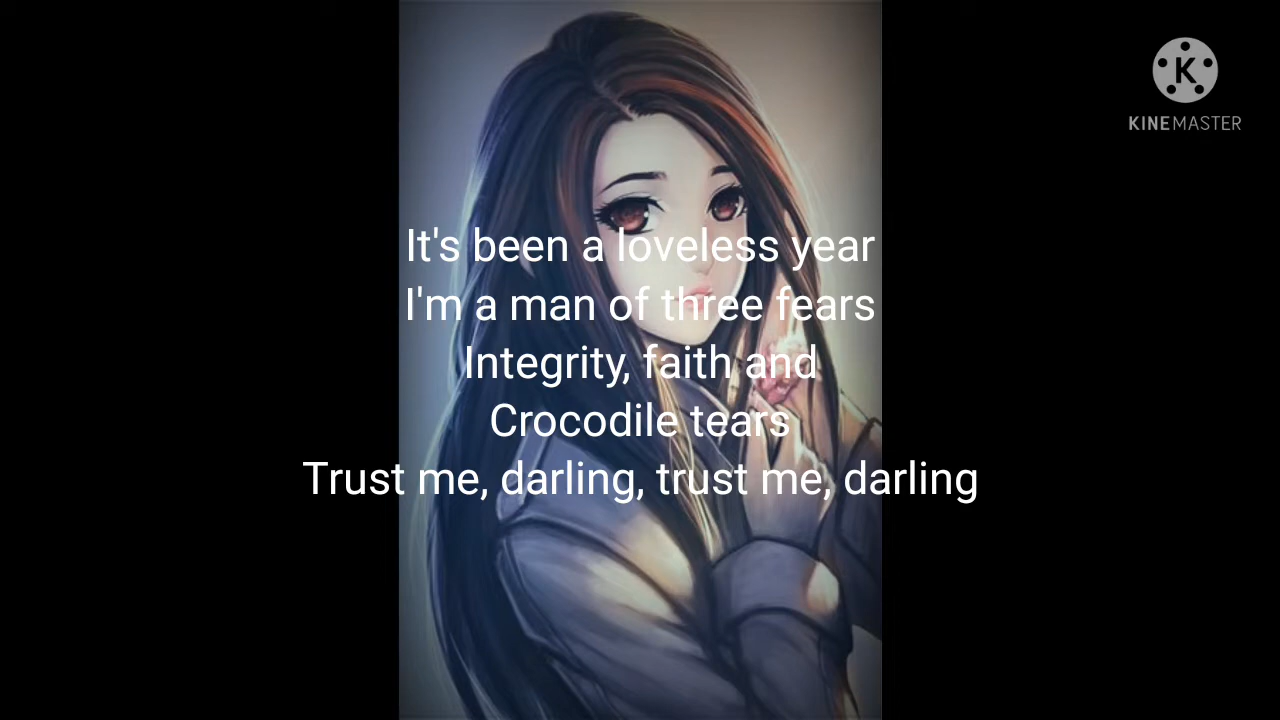 KINEMASTER
It's been a loveless year
I'm a man of three fears
Integrity, faith and
Crocodile tears
Trust me, darling, trust me, darling